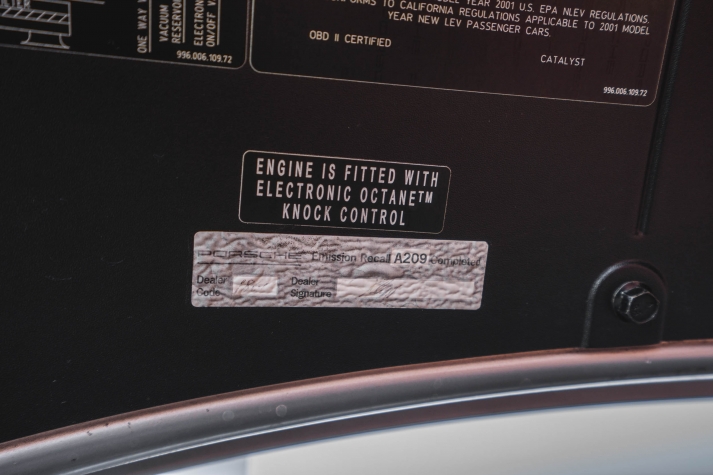 ONE WAY V
VACUUM
RESERVO
ELECTRON
ON/OFF V
996.006.109.72
YEAR 2001 U.S. EPA NLEV REGULATIONS.
TO CALIFORNIA REGULATIONS APPLICABLE TO 2001 MODEL
YEAR NEW LEV PASSENGER CARS.
OBD II CERTIFIED
CATALYST
996.006.109.72
ENGINE IS FITTED WITH
ELECTRONIC OCTANE™
KNOCK CONTROL
PORSCHE Emission Recall A209 completed
Dealer
Code
Dealer
Signature